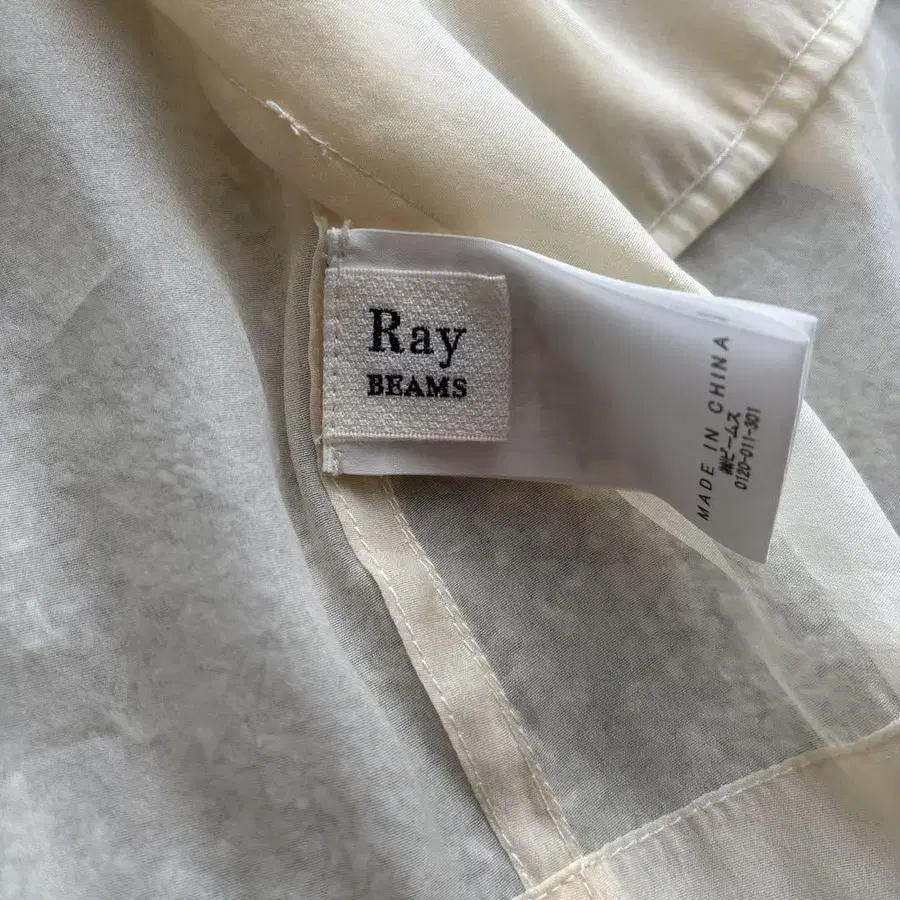 Ray
BEAMS
MADE IN CHINA
㈱ビームス
0120-011-301